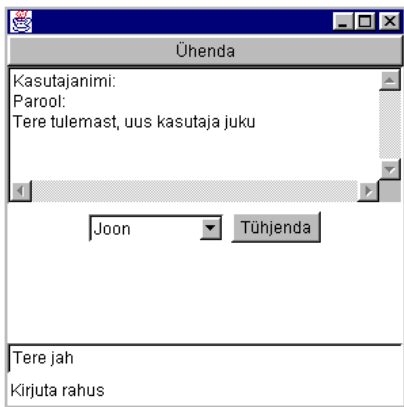 Ühenda
Kasutajanimi:
Parool:
Tere tulemast, uus kasutaja juku
Joon
Tühjenda
Tere jah
Kirjuta rahus